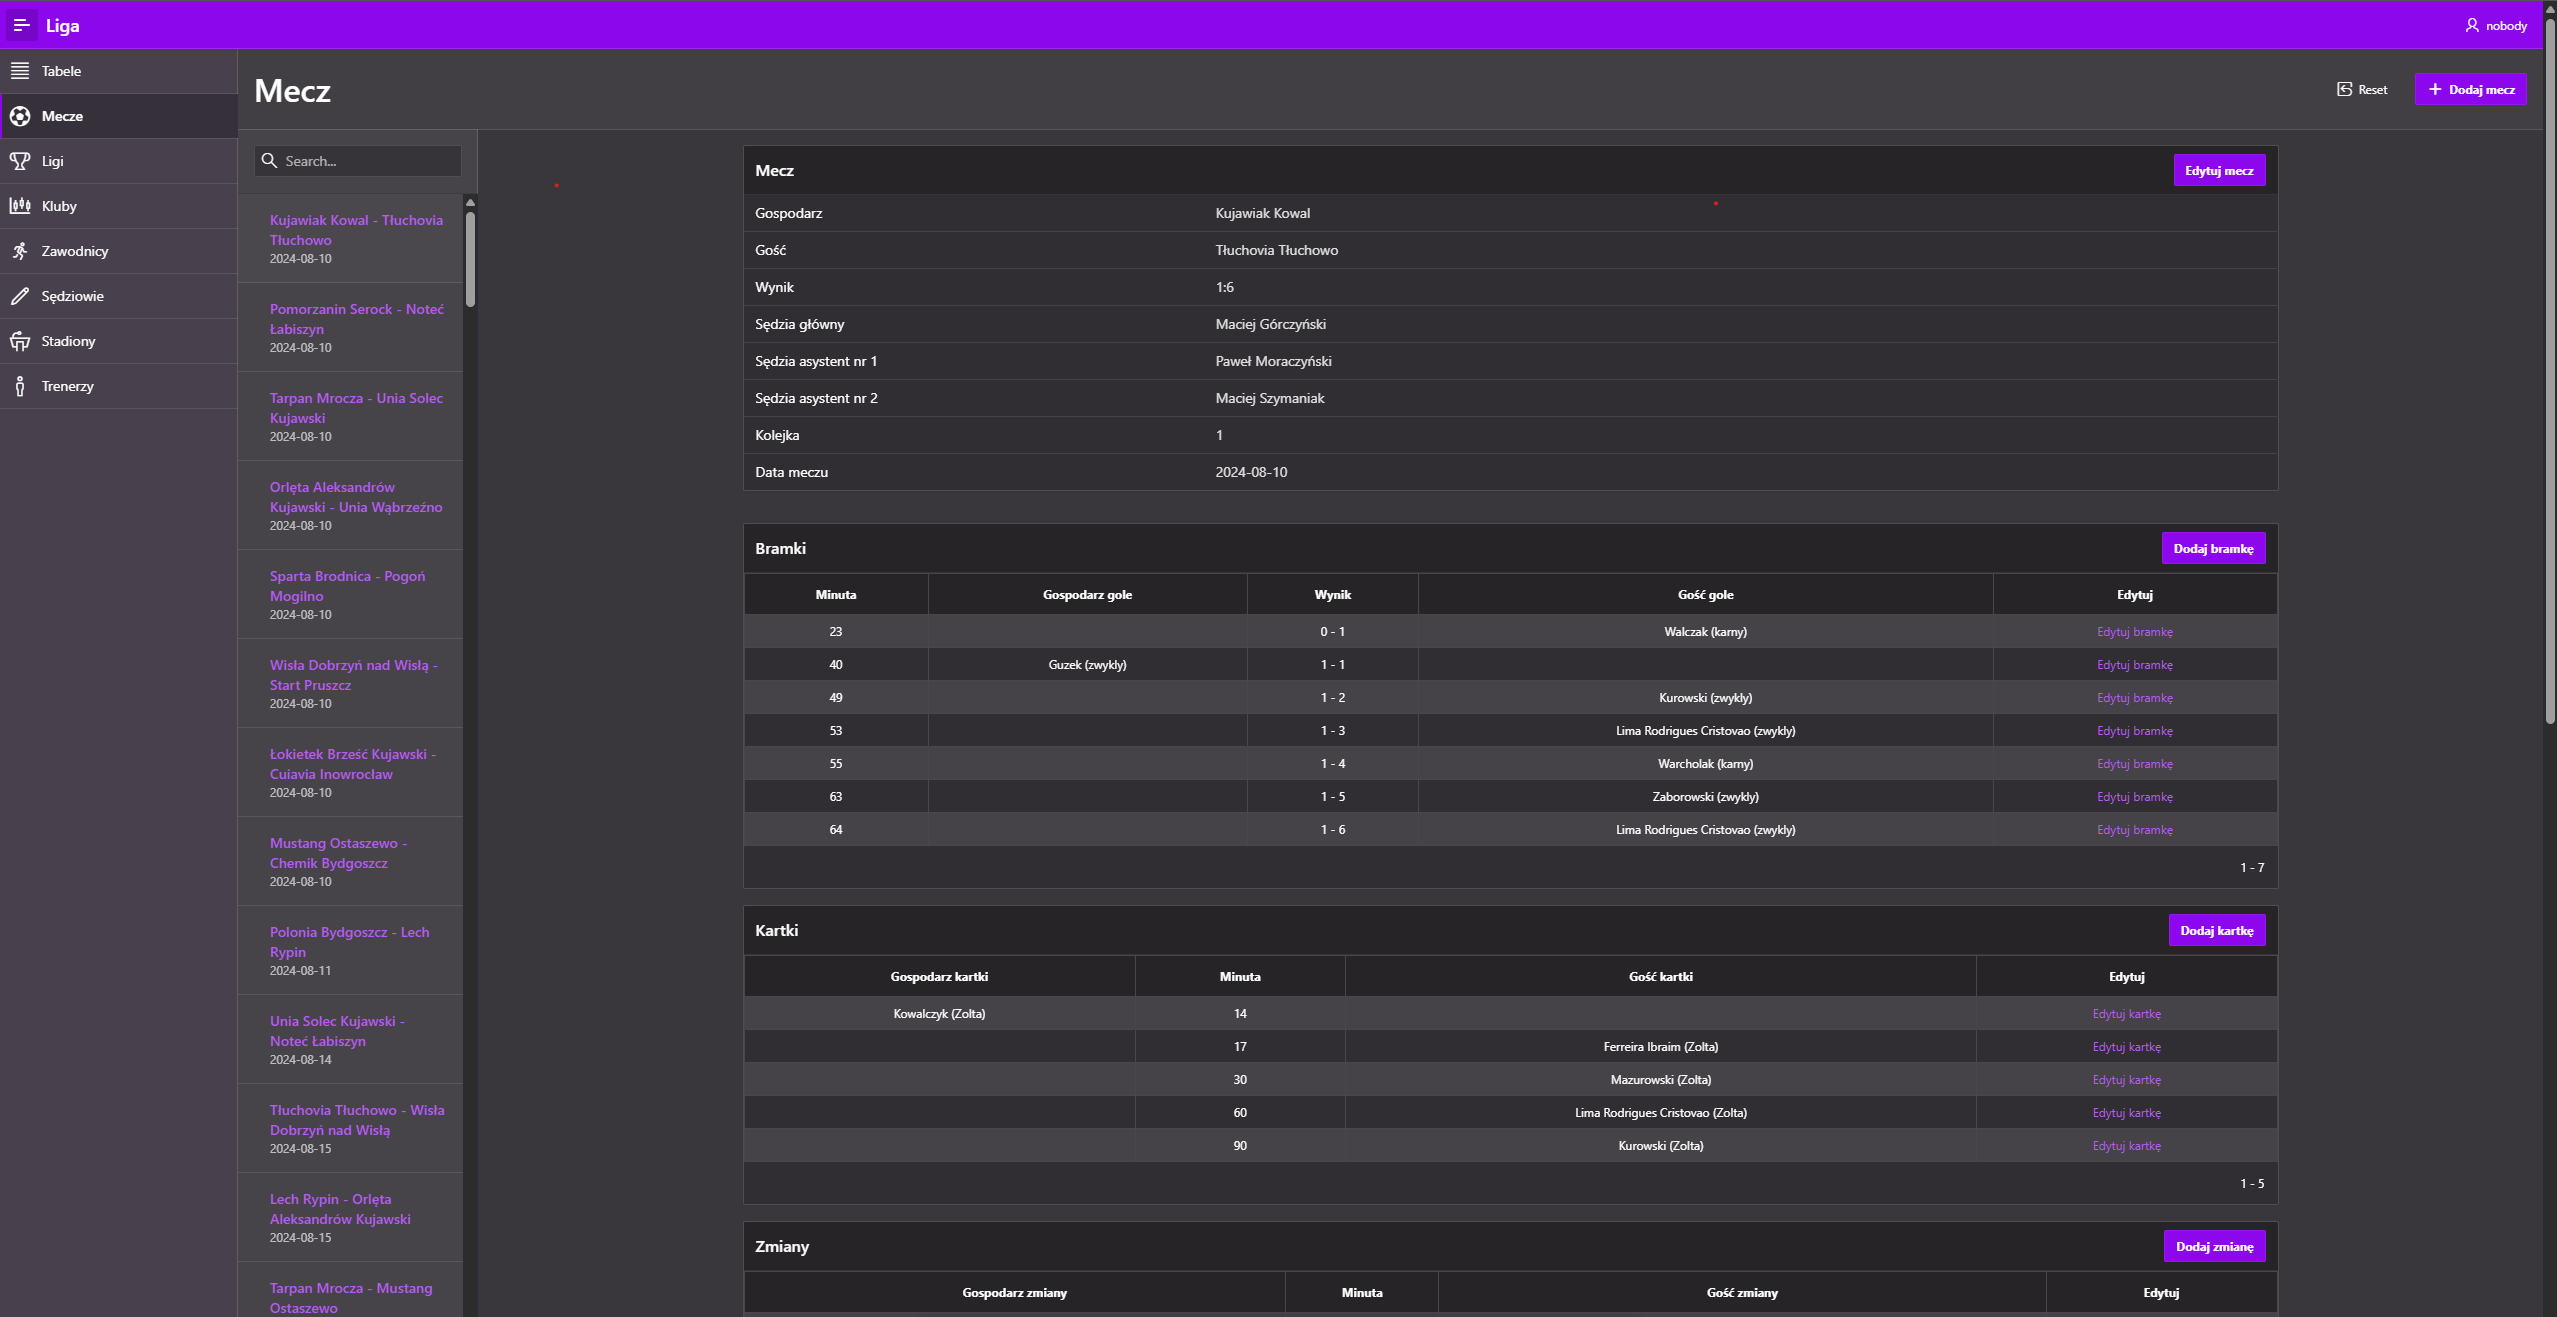 Liga
nobody
Tabele
Mecze
Ligi
Kluby
Zawodnicy
Sędziowie
Stadiony
Trenerzy
Mecz
Reset
Dodaj mecz
Search...
Kujawiak Kowal - Tłuchovia
Tłuchowo
2024-08-10
Pomorzanin Serock - Noteć
Łabiszyn
2024-08-10
Tarpan Mrocza - Unia Solec
Kujawski
2024-08-10
Orlęta Aleksandrów
Kujawski - Unia Wąbrzeźno
2024-08-10
Sparta Brodnica - Pogoń
Mogilno
2024-08-10
Wisła Dobrzyń nad Wisłą -
Start Pruszcz
2024-08-10
Łokietek Brześć Kujawski -
Cuiavia Inowrocław
2024-08-10
Mustang Ostaszewo -
Chemik Bydgoszcz
2024-08-10
Polonia Bydgoszcz - Lech
Rypin
2024-08-11
Unia Solec Kujawski -
Noteć Łabiszyn
2024-08-14
Tłuchovia Tłuchowo - Wisła
Dobrzyń nad Wisłą
2024-08-15
Lech Rypin - Orlęta
Aleksandrów Kujawski
2024-08-15
Tarpan Mrocza - Mustang
Ostaszewo
Mecz
Edytuj mecz
Gospodarz Kujawiak Kowal
Gość Tłuchovia Tłuchowo
Wynik 1:6
Sędzia główny Maciej Górczyński
Sędzia asystent nr 1 Paweł Moraczyński
Sędzia asystent nr 2 Maciej Szymaniak
Kolejka 1
Data meczu 2024-08-10
Bramki
Dodaj bramkę
Minuta Gospodarz gole Wynik Gość gole Edytuj
23 0 - 1 Walczak (karny) Edytuj bramkę
40 Guzek (zwykly) 1 - 1 Edytuj bramkę
49 1 - 2 Kurowski (zwykly) Edytuj bramkę
53 1 - 3 Lima Rodrigues Cristovao (zwykly) Edytuj bramkę
55 1 - 4 Warcholak (karny) Edytuj bramkę
63 1 - 5 Zaborowski (zwykly) Edytuj bramkę
64 1 - 6 Lima Rodrigues Cristovao (zwykly) Edytuj bramkę
1 - 7
Kartki
Dodaj kartkę
Gospodarz kartki Minuta Gość kartki Edytuj
Kowalczyk (Zolta) 14 Edytuj kartkę
17 Ferreira Ibraim (Zolta) Edytuj kartkę
30 Mazurowski (Zolta) Edytuj kartkę
60 Lima Rodrigues Cristovao (Zolta) Edytuj kartkę
90 Kurowski (Zolta) Edytuj kartkę
1 - 5
Zmiany
Dodaj zmianę
Gospodarz zmiany Minuta Gość zmiany Edytuj